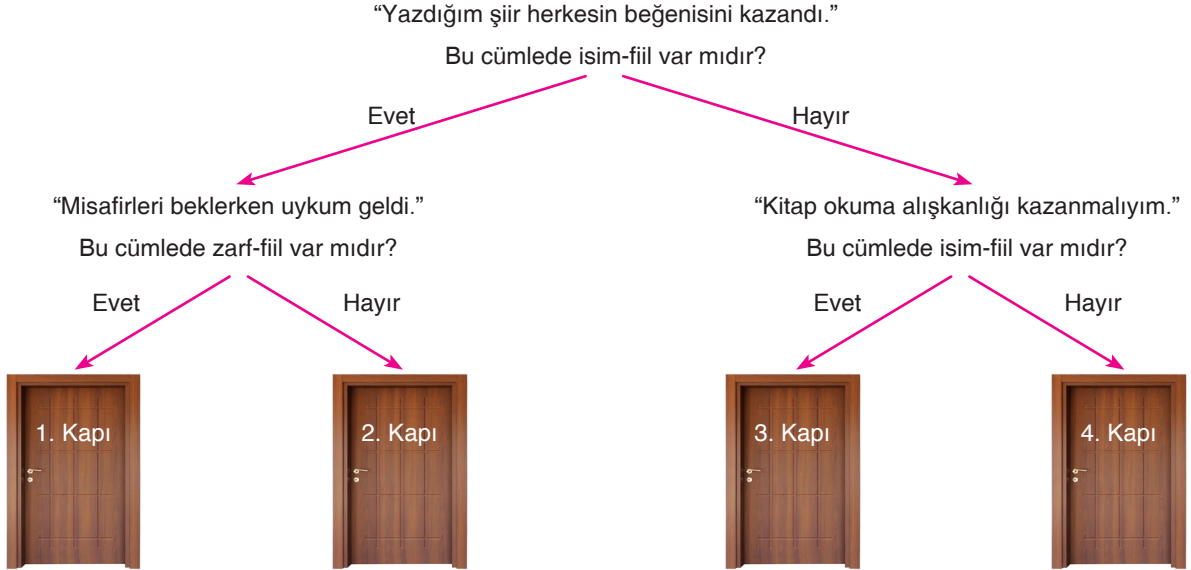 “Yazdığım şiir herkesin beğenisini kazandı.”
Bu cümlede isim-fiil var mıdır?
Evet
Hayır
“Misafirleri beklerken uykum geldi.”
Bu cümlede zarf-fiil var mıdır?
“Kitap okuma alışkanlığı kazanmalıyım.”
Bu cümlede isim-fiil var mıdır?
Evet
Hayır
Evet
Hayır
1. Kapı
2. Kapı
3. Kapı
4. Kapı